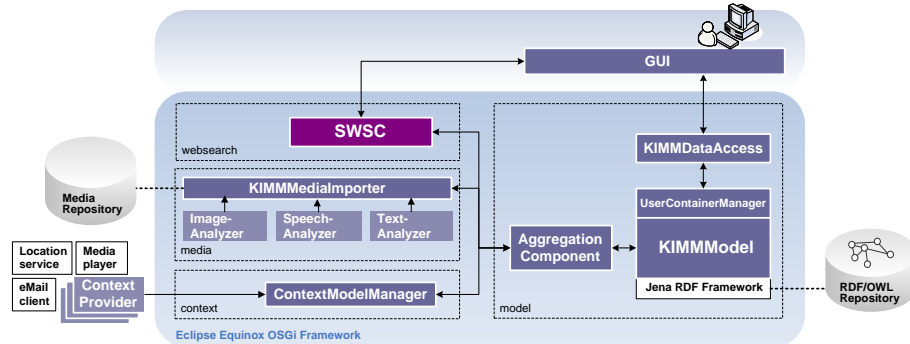 GUI
SWSC
websearch
KIMMDataAccess
KIMMMediaImporter
Media
Repository
Image-
Analyzer
Speech-
Analyzer
Text-
Analyzer
media
UserContainerManager
KIMMModel
Aggregation
Component
Jena RDF Framework
RDF/OWL
Repository
Location
service
Media
player
eMail
client
Context
Provider
ContextModelManager
context
model
Eclipse Equinox OSGi Framework